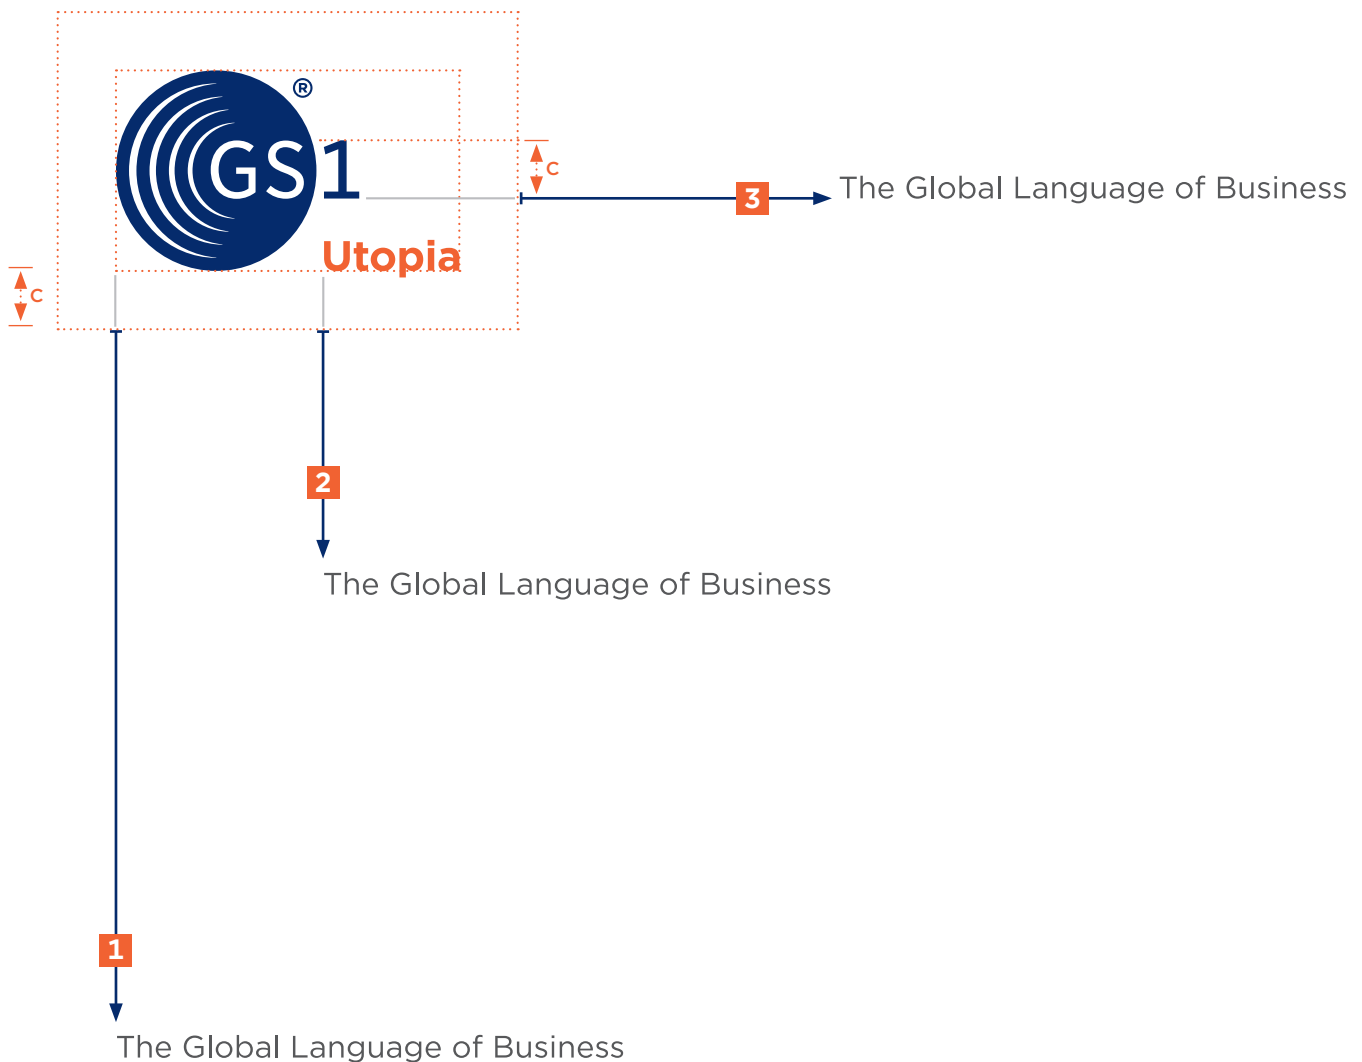 ®
GS1
C
3
The Global Language of Business
Utopia
C
2
The Global Language of Business
1
The Global Language of Business